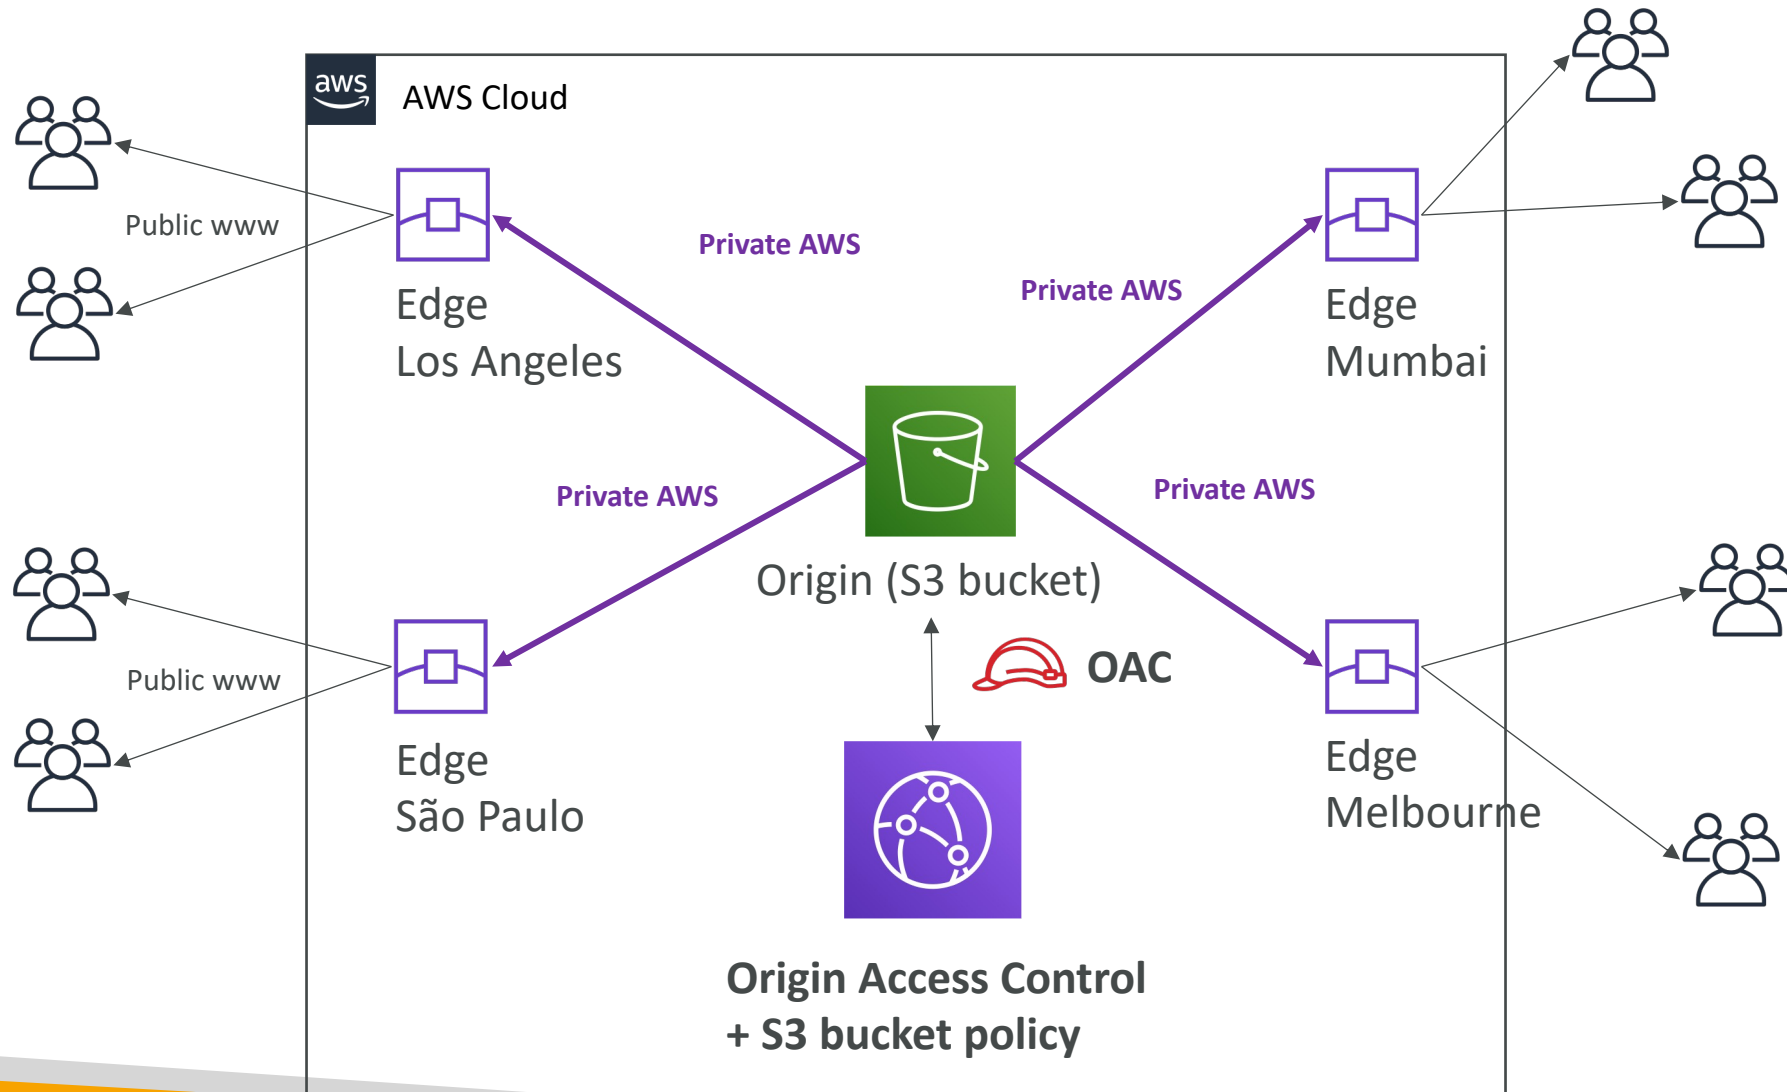 aws
AWS Cloud
Public www
Private AWS
Private AWS
Edge
Los Angeles
Edge
Mumbai
Private AWS
Private AWS
Origin (S3 bucket)
OAC
Public www
Edge
São Paulo
Edge
Melbourne
Origin Access Control
+ S3 bucket policy